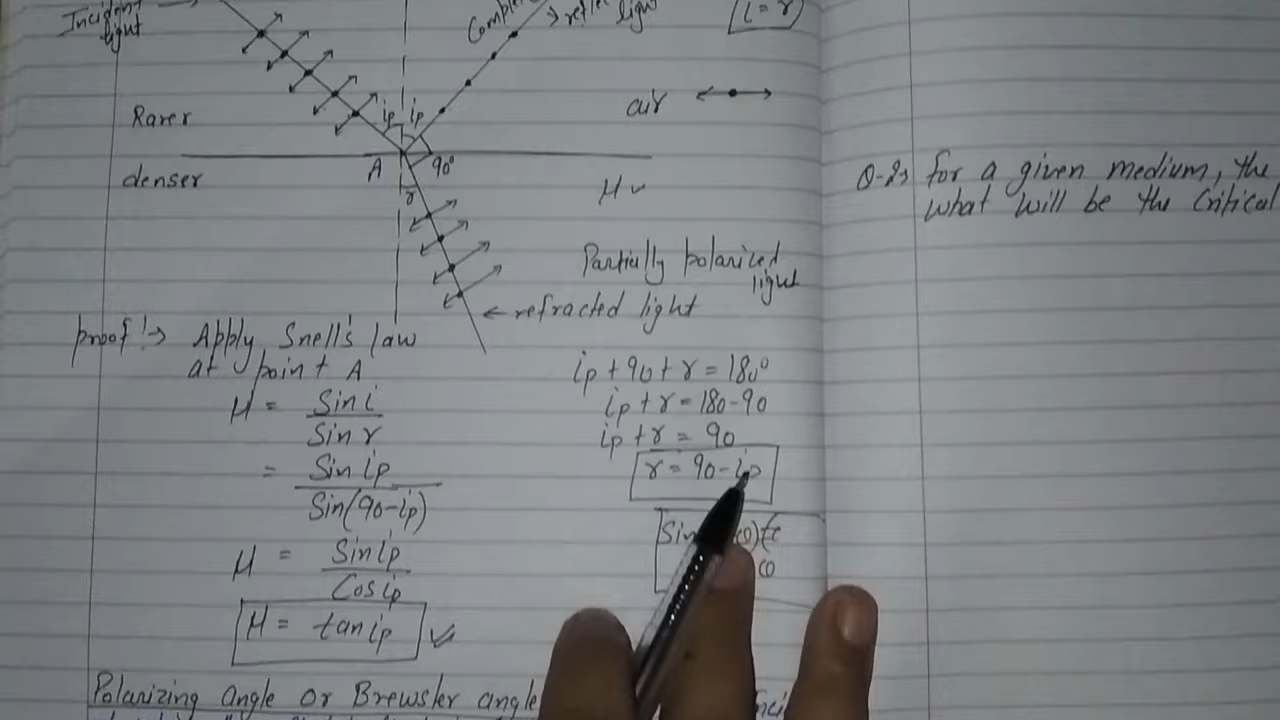 Incident
light
light
i = r
ip ip
Rarer
air
A 90°
denser
r
μ
Partially polarized
light
← refracted light
proof:→ Apply Snell's law
at point A
μ = Sin i
Sin r
= Sin ip
Sin(90-ip)
μ = Sin ip
Cos ip
μ = tan ip
ip + 90 + r = 180°
ip + r = 180-90
ip + r = 90
r = 90-ip
Sin
Polarizing angle or Brewster angle
Q-2→ for a given medium, the
what will be the Critical